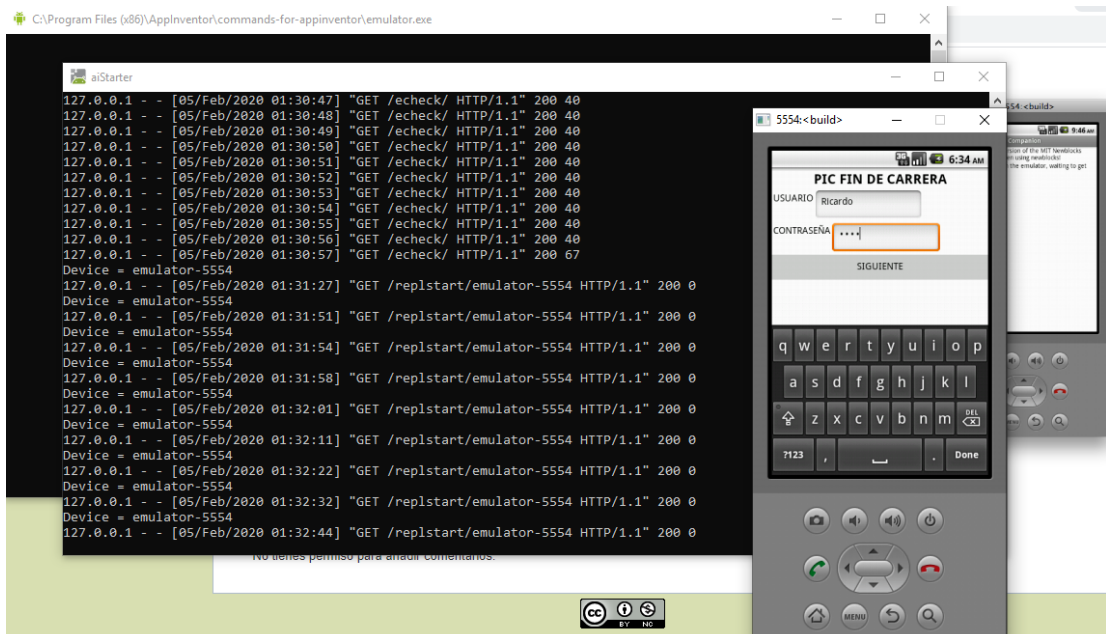 C:\Program Files (x86)\AppInventor\commands-for-appinventor\emulator.exe
aiStarter
127.0.0.1 - - [05/Feb/2020 01:30:47] "GET /echeck/ HTTP/1.1" 200 40
127.0.0.1 - - [05/Feb/2020 01:30:48] "GET /echeck/ HTTP/1.1" 200 40
127.0.0.1 - - [05/Feb/2020 01:30:49] "GET /echeck/ HTTP/1.1" 200 40
127.0.0.1 - - [05/Feb/2020 01:30:50] "GET /echeck/ HTTP/1.1" 200 40
127.0.0.1 - - [05/Feb/2020 01:30:51] "GET /echeck/ HTTP/1.1" 200 40
127.0.0.1 - - [05/Feb/2020 01:30:52] "GET /echeck/ HTTP/1.1" 200 40
127.0.0.1 - - [05/Feb/2020 01:30:53] "GET /echeck/ HTTP/1.1" 200 40
127.0.0.1 - - [05/Feb/2020 01:30:54] "GET /echeck/ HTTP/1.1" 200 40
127.0.0.1 - - [05/Feb/2020 01:30:55] "GET /echeck/ HTTP/1.1" 200 40
127.0.0.1 - - [05/Feb/2020 01:30:56] "GET /echeck/ HTTP/1.1" 200 40
127.0.0.1 - - [05/Feb/2020 01:30:57] "GET /echeck/ HTTP/1.1" 200 67
Device = emulator-5554
127.0.0.1 - - [05/Feb/2020 01:31:27] "GET /replstart/emulator-5554 HTTP/1.1" 200 0
Device = emulator-5554
127.0.0.1 - - [05/Feb/2020 01:31:51] "GET /replstart/emulator-5554 HTTP/1.1" 200 0
Device = emulator-5554
127.0.0.1 - - [05/Feb/2020 01:31:54] "GET /replstart/emulator-5554 HTTP/1.1" 200 0
Device = emulator-5554
127.0.0.1 - - [05/Feb/2020 01:31:58] "GET /replstart/emulator-5554 HTTP/1.1" 200 0
Device = emulator-5554
127.0.0.1 - - [05/Feb/2020 01:32:01] "GET /replstart/emulator-5554 HTTP/1.1" 200 0
Device = emulator-5554
127.0.0.1 - - [05/Feb/2020 01:32:11] "GET /replstart/emulator-5554 HTTP/1.1" 200 0
Device = emulator-5554
127.0.0.1 - - [05/Feb/2020 01:32:22] "GET /replstart/emulator-5554 HTTP/1.1" 200 0
Device = emulator-5554
127.0.0.1 - - [05/Feb/2020 01:32:32] "GET /replstart/emulator-5554 HTTP/1.1" 200 0
Device = emulator-5554
127.0.0.1 - - [05/Feb/2020 01:32:44] "GET /replstart/emulator-5554 HTTP/1.1" 200 0
5554:<build>
3G 6:34 AM
PIC FIN DE CARRERA
USUARIO Ricardo
CONTRASEÑA ••••
SIGUIENTE
q w e r t y u i o p
a s d f g h j k l
z x c v b n m DEL
?123 , . Done
MENU
554:<build>
9:46 AM
Companion
rsion of the MIT Newblocks
en using newblocks!
the emulator, waiting to get
No tienes permiso para añadir comentarios.
cc BY NC